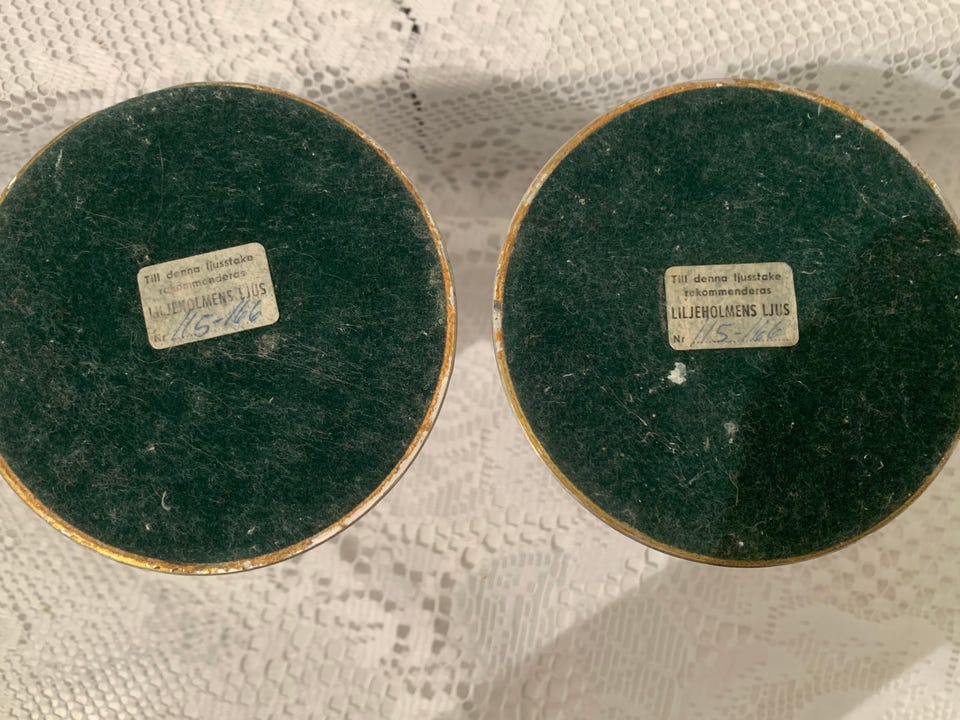 Till denna ljusstake
rekommenderas
LILJEHOLMENS LJUS
Nr 115-166
Till denna ljusstake
rekommenderas
LILJEHOLMENS LJUS
Nr 115-166